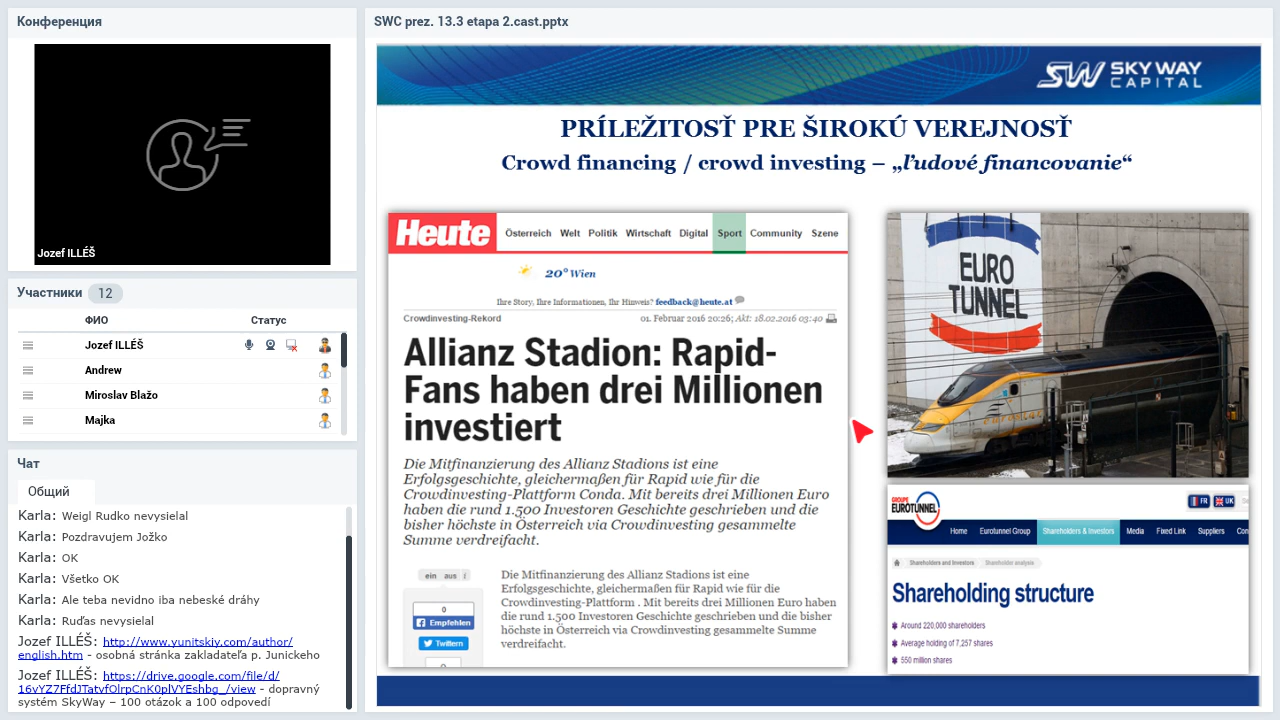 Конференция
Jozef ILLÉŠ
Участники 12
ФИО Статус
Jozef ILLÉŠ
Andrew
Miroslav Blažo
Majka
Чат
Общий
Karla: Weigl Rudko nevysielal
Karla: Pozdravujem Jožko
Karla: OK
Karla: Všetko OK
Karla: Ale teba nevidno iba nebeské dráhy
Karla: Ruďas nevysielal
Jozef ILLÉŠ: http://www.yunitskiy.com/author/
english.htm - osobná stránka zakladateľa p. Junickeho
Jozef ILLÉŠ: https://drive.google.com/file/d/
16vYZ7FfdJTatvfOlrpCnK0plVYEshbg_/view - dopravný
systém SkyWay – 100 otázok a 100 odpovedí
SWC prez. 13.3 etapa 2.cast.pptx
SW SKY WAY
CAPITAL
PRÍLEŽITOSŤ PRE ŠIROKÚ VEREJNOSŤ
Crowd financing / crowd investing – „ľudové financovanie“
Heute Österreich Welt Politik Wirtschaft Digital Sport Community Szene
20° Wien
Ihre Story, Ihre Informationen, Ihr Hinweis? feedback@heute.at
Crowdinvesting-Rekord 01. Februar 2016 20:26; Akt: 18.02.2016 03:40
Allianz Stadion: Rapid-
Fans haben drei Millionen
investiert
Die Mitfinanzierung des Allianz Stadions ist eine
Erfolgsgeschichte, gleichermaßen für Rapid wie für die
Crowdinvesting-Plattform Conda. Mit bereits drei Millionen Euro
haben die rund 1.500 Investoren Geschichte geschrieben und die
bisher höchste in Österreich via Crowdinvesting gesammelte
Summe verdreifacht.
ein aus
0
Empfehlen
Twittern
0
Die Mitfinanzierung des Allianz Stadions ist eine
Erfolgsgeschichte, gleichermaßen für Rapid wie für die
Crowdinvesting-Plattform . Mit bereits drei Millionen Euro haben
die rund 1.500 Investoren Geschichte geschrieben und die bisher
höchste in Österreich via Crowdinvesting gesammelte Summe
verdreifacht.
EURO
TUNNEL
GROUPE
EUROTUNNEL
FR UK
Home Eurotunnel Group Shareholders & Investors Media Fixed Link Suppliers Con
Shareholders and Investors Shareholder analysis
Shareholding structure
Around 220,000 shareholders
Average holding of 7,257 shares
550 million shares